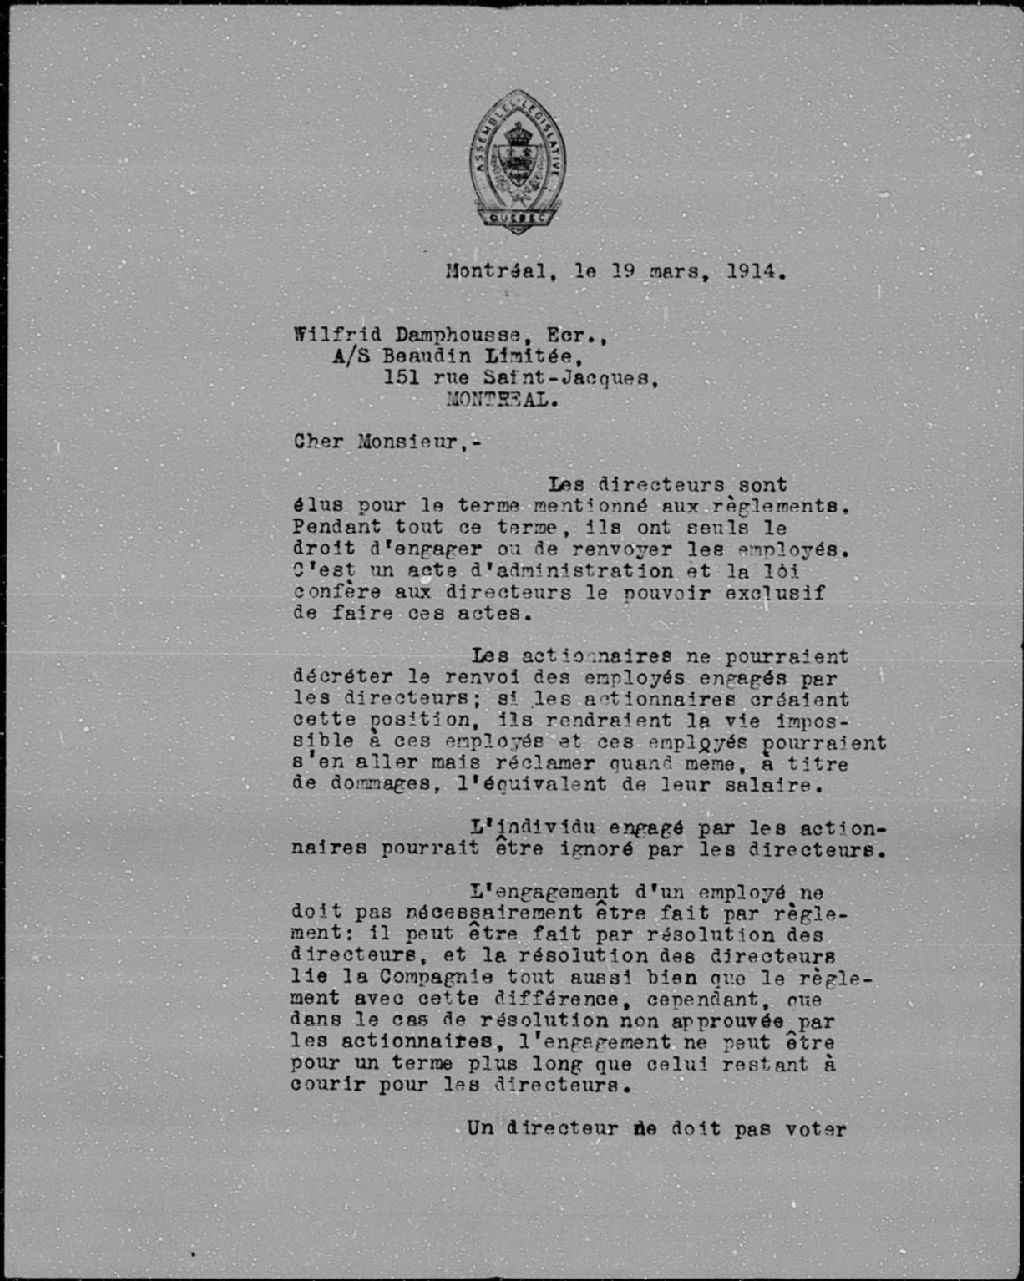 ASSEMBLEE LEGISLATIVE
QUEBEC
Montréal, le 19 mars, 1914.
Wilfrid Damphousse, Ecr.,
A/S Beaudin Limitée,
151 rue Saint-Jacques,
MONTREAL.
Cher Monsieur,-
Les directeurs sont
élus pour le terme mentionné aux règlements.
Pendant tout ce terme, ils ont seuls le
droit d'engager ou de renvoyer les employés.
C'est un acte d'administration et la loi
confère aux directeurs le pouvoir exclusif
de faire ces actes.
Les actionnaires ne pourraient
décréter le renvoi des employés engagés par
les directeurs; si les actionnaires créaient
cette position, ils rendraient la vie impos-
sible à ces employés et ces employés pourraient
s'en aller mais réclamer quand meme, à titre
de dommages, l'équivalent de leur salaire.
L'individu engagé par les action-
naires pourrait être ignoré par les directeurs.
L'engagement d'un employé ne
doit pas nécessairement être fait par règle-
ment: il peut être fait par résolution des
directeurs, et la résolution des directeurs
lie la Compagnie tout aussi bien que le règle-
ment avec cette différence, cependant, que
dans le cas de résolution non approuvée par
les actionnaires, l'engagement ne peut être
pour un terme plus long que celui restant à
courir pour les directeurs.
Un directeur ne doit pas voter